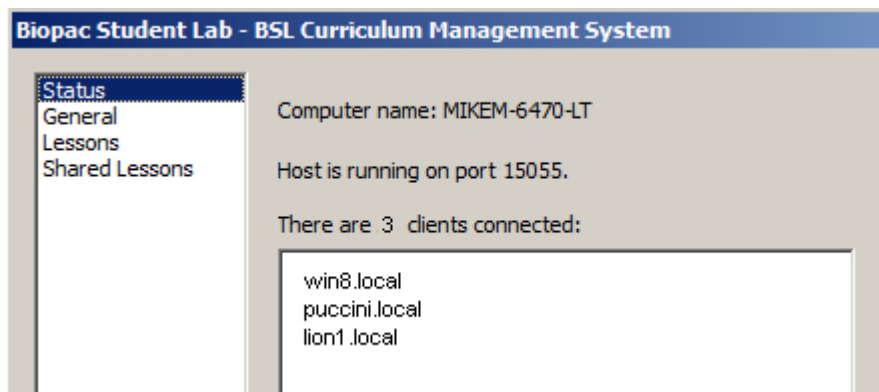 Biopac Student Lab - BSL Curriculum Management System
Status
General
Lessons
Shared Lessons
Computer name: MIKEM-6470-LT
Host is running on port 15055.
There are 3 clients connected:
win8.local
puccini.local
lion1.local